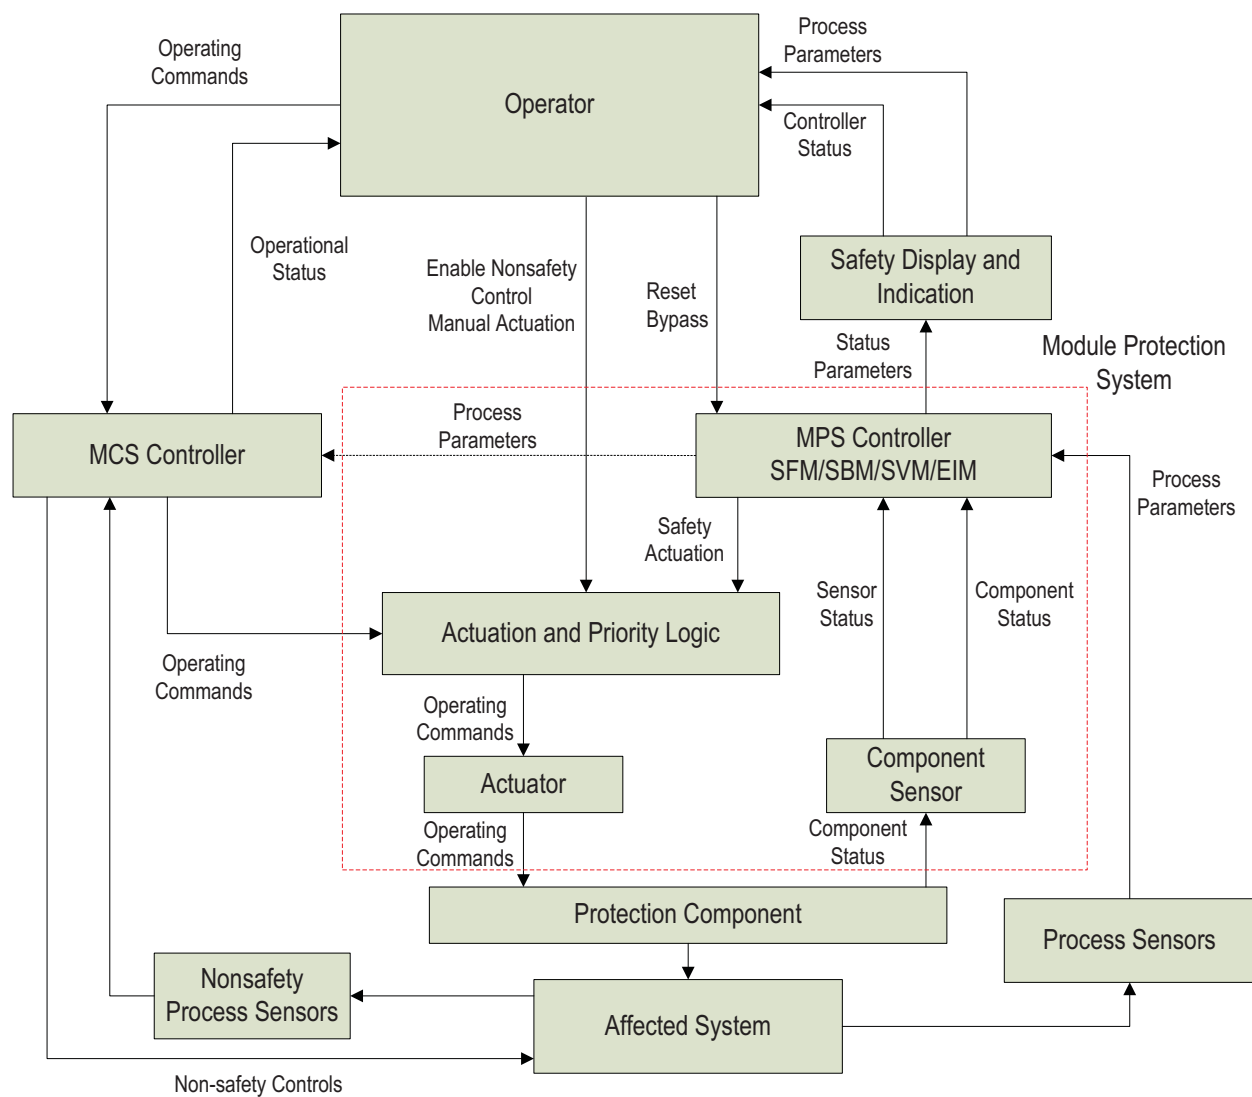 Process
Parameters
Operating
Commands
Operator
Controller
Status
Operational
Status
Enable Nonsafety
Control
Manual Actuation
Reset
Bypass
Safety Display and
Indication
Status
Parameters
Module Protection
System
Process
Parameters
MCS Controller
MPS Controller
SFM/SBM/SVM/EIM
Process
Parameters
Safety
Actuation
Sensor
Status
Component
Status
Actuation and Priority Logic
Operating
Commands
Operating
Commands
Component
Sensor
Actuator
Operating
Commands
Component
Status
Protection Component
Process Sensors
Nonsafety
Process Sensors
Affected System
Non-safety Controls